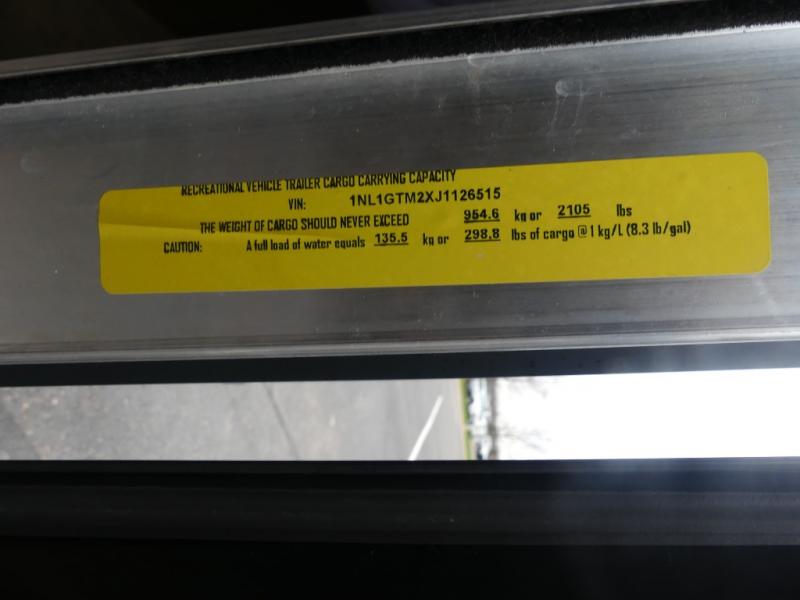 RECREATIONAL VEHICLE TRAILER CARGO CARRYING CAPACITY
VIN: 1NL1GTM2XJ1126515
THE WEIGHT OF CARGO SHOULD NEVER EXCEED 954.6 kg or 2105 lbs
CAUTION: A full load of water equals 135.5 kg or 298.8 lbs of cargo @ 1 kg/L (8.3 lb/gal)